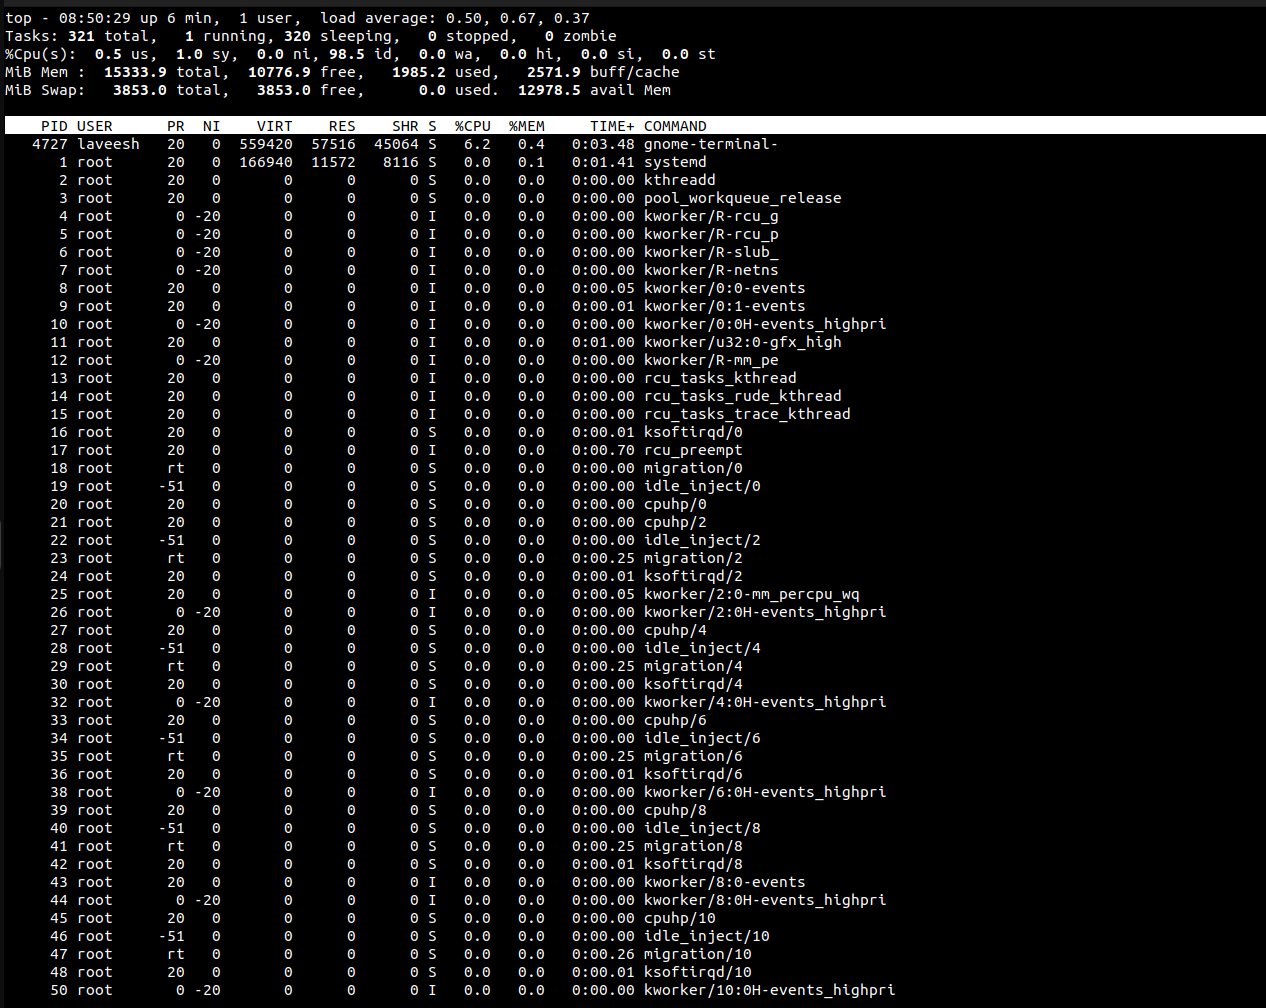 top - 08:50:29 up 6 min,  1 user,  load average: 0.50, 0.67, 0.37
Tasks: 321 total,   1 running, 320 sleeping,   0 stopped,   0 zombie
%Cpu(s):  0.5 us,  1.0 sy,  0.0 ni, 98.5 id,  0.0 wa,  0.0 hi,  0.0 si,  0.0 st
MiB Mem :  15333.9 total,  10776.9 free,   1985.2 used,   2571.9 buff/cache
MiB Swap:   3853.0 total,   3853.0 free,      0.0 used.  12978.5 avail Mem
PID USER      PR  NI    VIRT    RES    SHR S  %CPU  %MEM     TIME+ COMMAND
4727 laveesh   20   0  559420  57516  45064 S   6.2   0.4   0:03.48 gnome-terminal-
1 root      20   0  166940  11572   8116 S   0.0   0.1   0:01.41 systemd
2 root      20   0       0      0      0 S   0.0   0.0   0:00.00 kthreadd
3 root      20   0       0      0      0 S   0.0   0.0   0:00.00 pool_workqueue_release
4 root       0 -20       0      0      0 I   0.0   0.0   0:00.00 kworker/R-rcu_g
5 root       0 -20       0      0      0 I   0.0   0.0   0:00.00 kworker/R-rcu_p
6 root       0 -20       0      0      0 I   0.0   0.0   0:00.00 kworker/R-slub_
7 root       0 -20       0      0      0 I   0.0   0.0   0:00.00 kworker/R-netns
8 root      20   0       0      0      0 I   0.0   0.0   0:00.05 kworker/0:0-events
9 root      20   0       0      0      0 I   0.0   0.0   0:00.01 kworker/0:1-events
10 root       0 -20       0      0      0 I   0.0   0.0   0:00.00 kworker/0:0H-events_highpri
11 root      20   0       0      0      0 I   0.0   0.0   0:01.00 kworker/u32:0-gfx_high
12 root       0 -20       0      0      0 I   0.0   0.0   0:00.00 kworker/R-mm_pe
13 root      20   0       0      0      0 I   0.0   0.0   0:00.00 rcu_tasks_kthread
14 root      20   0       0      0      0 I   0.0   0.0   0:00.00 rcu_tasks_rude_kthread
15 root      20   0       0      0      0 I   0.0   0.0   0:00.00 rcu_tasks_trace_kthread
16 root      20   0       0      0      0 S   0.0   0.0   0:00.01 ksoftirqd/0
17 root      20   0       0      0      0 I   0.0   0.0   0:00.70 rcu_preempt
18 root      rt   0       0      0      0 S   0.0   0.0   0:00.00 migration/0
19 root     -51   0       0      0      0 S   0.0   0.0   0:00.00 idle_inject/0
20 root      20   0       0      0      0 S   0.0   0.0   0:00.00 cpuhp/0
21 root      20   0       0      0      0 S   0.0   0.0   0:00.00 cpuhp/2
22 root     -51   0       0      0      0 S   0.0   0.0   0:00.00 idle_inject/2
23 root      rt   0       0      0      0 S   0.0   0.0   0:00.25 migration/2
24 root      20   0       0      0      0 S   0.0   0.0   0:00.01 ksoftirqd/2
25 root      20   0       0      0      0 I   0.0   0.0   0:00.05 kworker/2:0-mm_percpu_wq
26 root       0 -20       0      0      0 I   0.0   0.0   0:00.00 kworker/2:0H-events_highpri
27 root      20   0       0      0      0 S   0.0   0.0   0:00.00 cpuhp/4
28 root     -51   0       0      0      0 S   0.0   0.0   0:00.00 idle_inject/4
29 root      rt   0       0      0      0 S   0.0   0.0   0:00.25 migration/4
30 root      20   0       0      0      0 S   0.0   0.0   0:00.00 ksoftirqd/4
32 root       0 -20       0      0      0 I   0.0   0.0   0:00.00 kworker/4:0H-events_highpri
33 root      20   0       0      0      0 S   0.0   0.0   0:00.00 cpuhp/6
34 root     -51   0       0      0      0 S   0.0   0.0   0:00.00 idle_inject/6
35 root      rt   0       0      0      0 S   0.0   0.0   0:00.25 migration/6
36 root      20   0       0      0      0 S   0.0   0.0   0:00.01 ksoftirqd/6
38 root       0 -20       0      0      0 I   0.0   0.0   0:00.00 kworker/6:0H-events_highpri
39 root      20   0       0      0      0 S   0.0   0.0   0:00.00 cpuhp/8
40 root     -51   0       0      0      0 S   0.0   0.0   0:00.00 idle_inject/8
41 root      rt   0       0      0      0 S   0.0   0.0   0:00.25 migration/8
42 root      20   0       0      0      0 S   0.0   0.0   0:00.01 ksoftirqd/8
43 root      20   0       0      0      0 I   0.0   0.0   0:00.00 kworker/8:0-events
44 root       0 -20       0      0      0 I   0.0   0.0   0:00.00 kworker/8:0H-events_highpri
45 root      20   0       0      0      0 S   0.0   0.0   0:00.00 cpuhp/10
46 root     -51   0       0      0      0 S   0.0   0.0   0:00.00 idle_inject/10
47 root      rt   0       0      0      0 S   0.0   0.0   0:00.26 migration/10
48 root      20   0       0      0      0 S   0.0   0.0   0:00.01 ksoftirqd/10
50 root       0 -20       0      0      0 I   0.0   0.0   0:00.00 kworker/10:0H-events_highpri